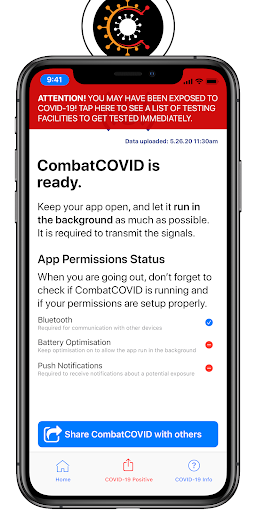 9:41
ATTENTION! YOU MAY HAVE BEEN EXPOSED TO
COVID-19! TAP HERE TO SEE A LIST OF TESTING
FACILITIES TO GET TESTED IMMEDIATELY.
Data uploaded: 5.26.20 11:30am
CombatCOVID is
ready.
Keep your app open, and let it run in
the background as much as possible.
It is required to transmit the signals.
App Permissions Status
When you are going out, don't forget to
check if CombatCOVID is running and
if your permissions are setup properly.
Bluetooth
Required for communication with other devices
Battery Optimisation
Keep optimisation on to allow the app run in the background
Push Notifications
Required to receive notifications about a potential exposure
Share CombatCOVID with others
Home
COVID-19 Positive
COVID-19 Info